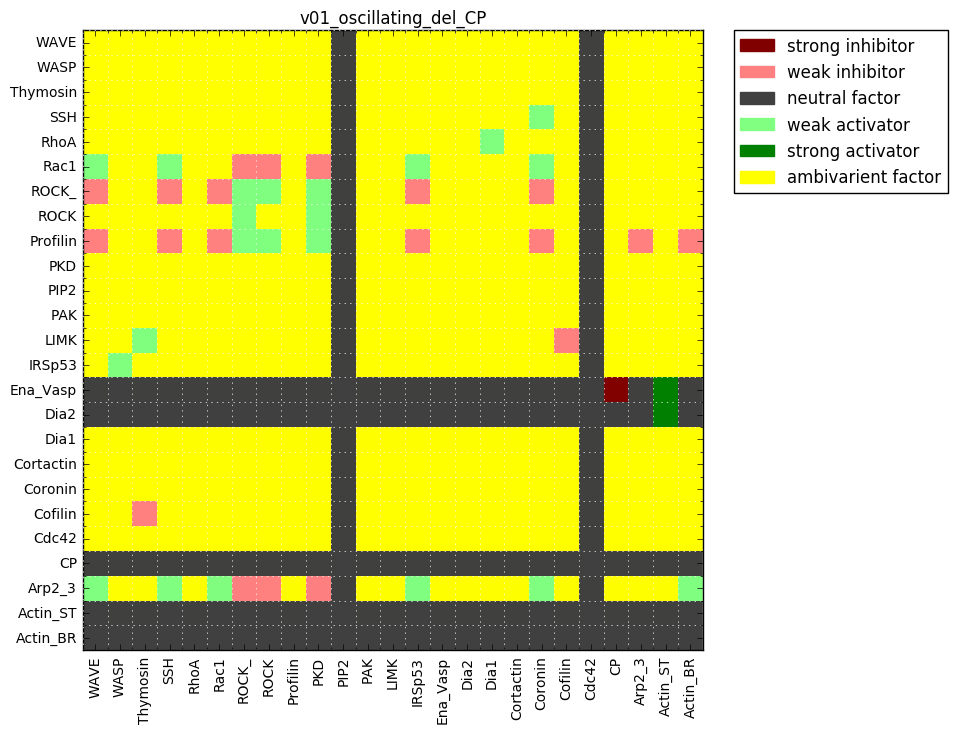 v01_oscillating_del_CP
WAVE
WASP
Thymosin
SSH
RhoA
Rac1
ROCK_
ROCK
Profilin
PKD
PIP2
PAK
LIMK
IRSp53
Ena_Vasp
Dia2
Dia1
Cortactin
Coronin
Cofilin
Cdc42
CP
Arp2_3
Actin_ST
Actin_BR
WAVE
WASP
Thymosin
SSH
RhoA
Rac1
ROCK_
ROCK
Profilin
PKD
PIP2
PAK
LIMK
IRSp53
Ena_Vasp
Dia2
Dia1
Cortactin
Coronin
Cofilin
Cdc42
CP
Arp2_3
Actin_ST
Actin_BR
strong inhibitor
weak inhibitor
neutral factor
weak activator
strong activator
ambivarient factor